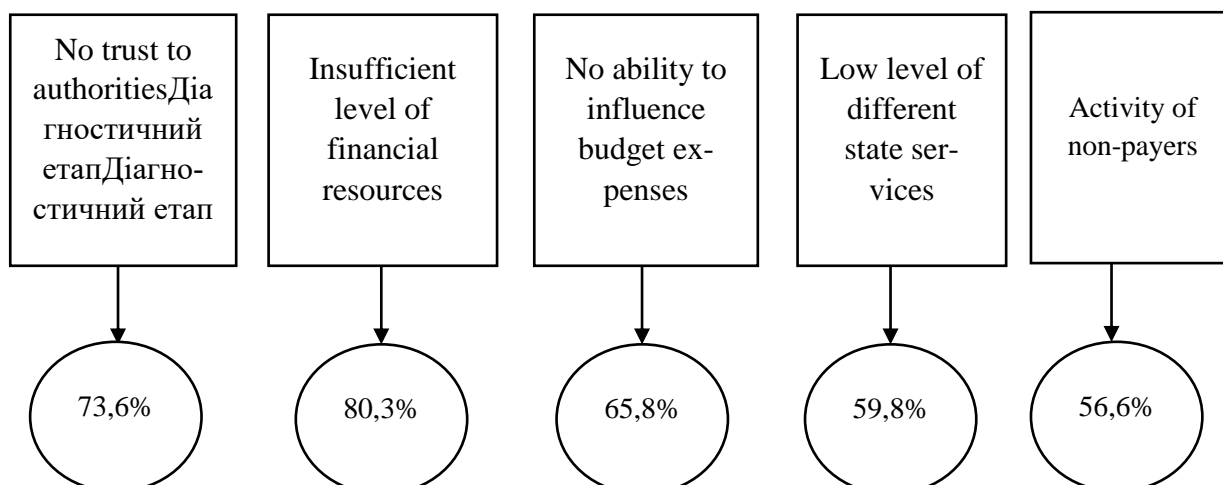 No trust to
authoritiesДіа
гностичний
етапДіагно-
стичний етап
Insufficient
level of
financial
resources
No ability to
influence
budget ex-
penses
Low level of
different
state ser-
vices
Activity of
non-payers
73,6%
80,3%
65,8%
59,8%
56,6%